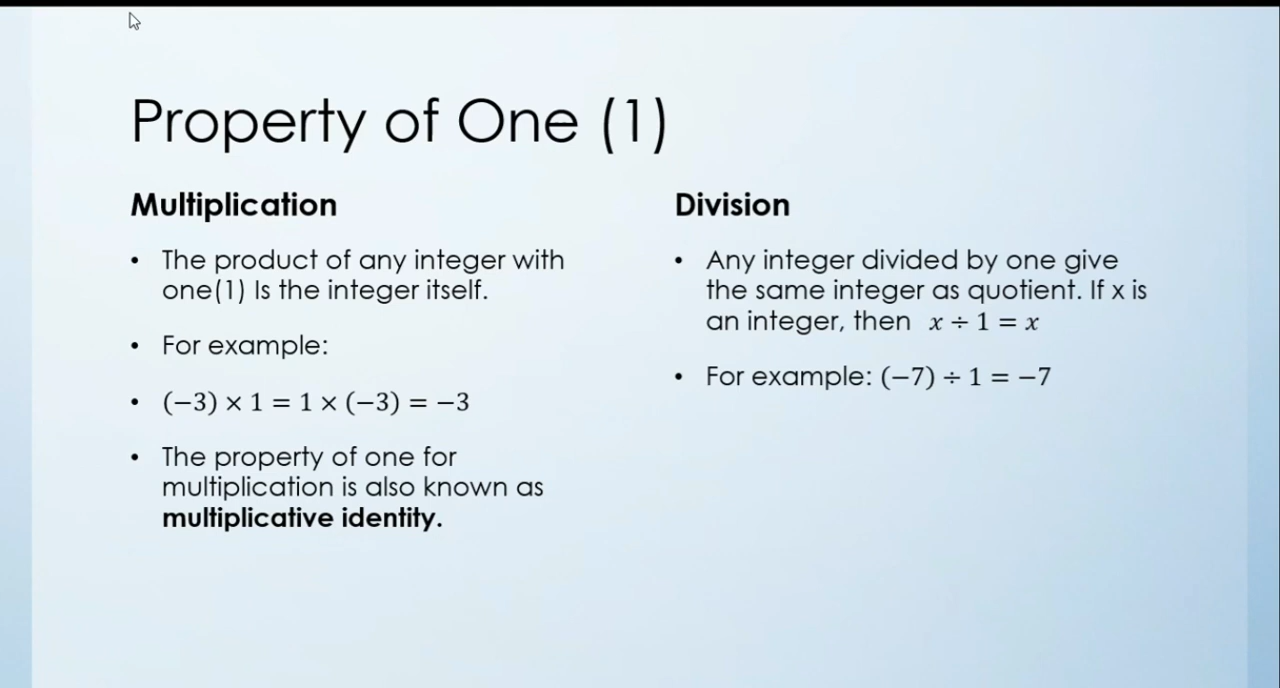 Property of One (1)
Multiplication
• The product of any integer with
one(1) Is the integer itself.
• For example:
• (−3) × 1 = 1 × (−3) = −3
• The property of one for
multiplication is also known as
multiplicative identity.
Division
• Any integer divided by one give
the same integer as quotient. If x is
an integer, then x ÷ 1 = x
• For example: (−7) ÷ 1 = −7